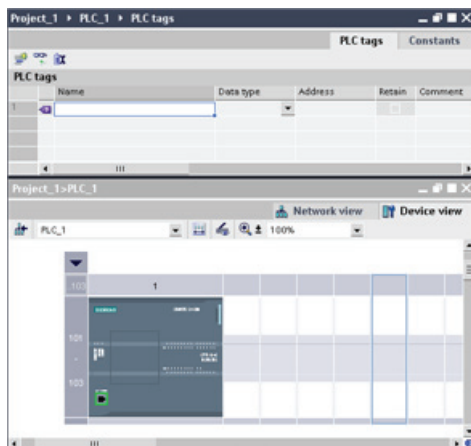 Project_1 ▸ PLC_1 ▸ PLC tags
PLC tags Constants
PLC tags
Name Data type Address Retain Comment
1
Project_1>PLC_1
Network view Device view
PLC_1 100%
103 1
101
-
103
SIEMENS